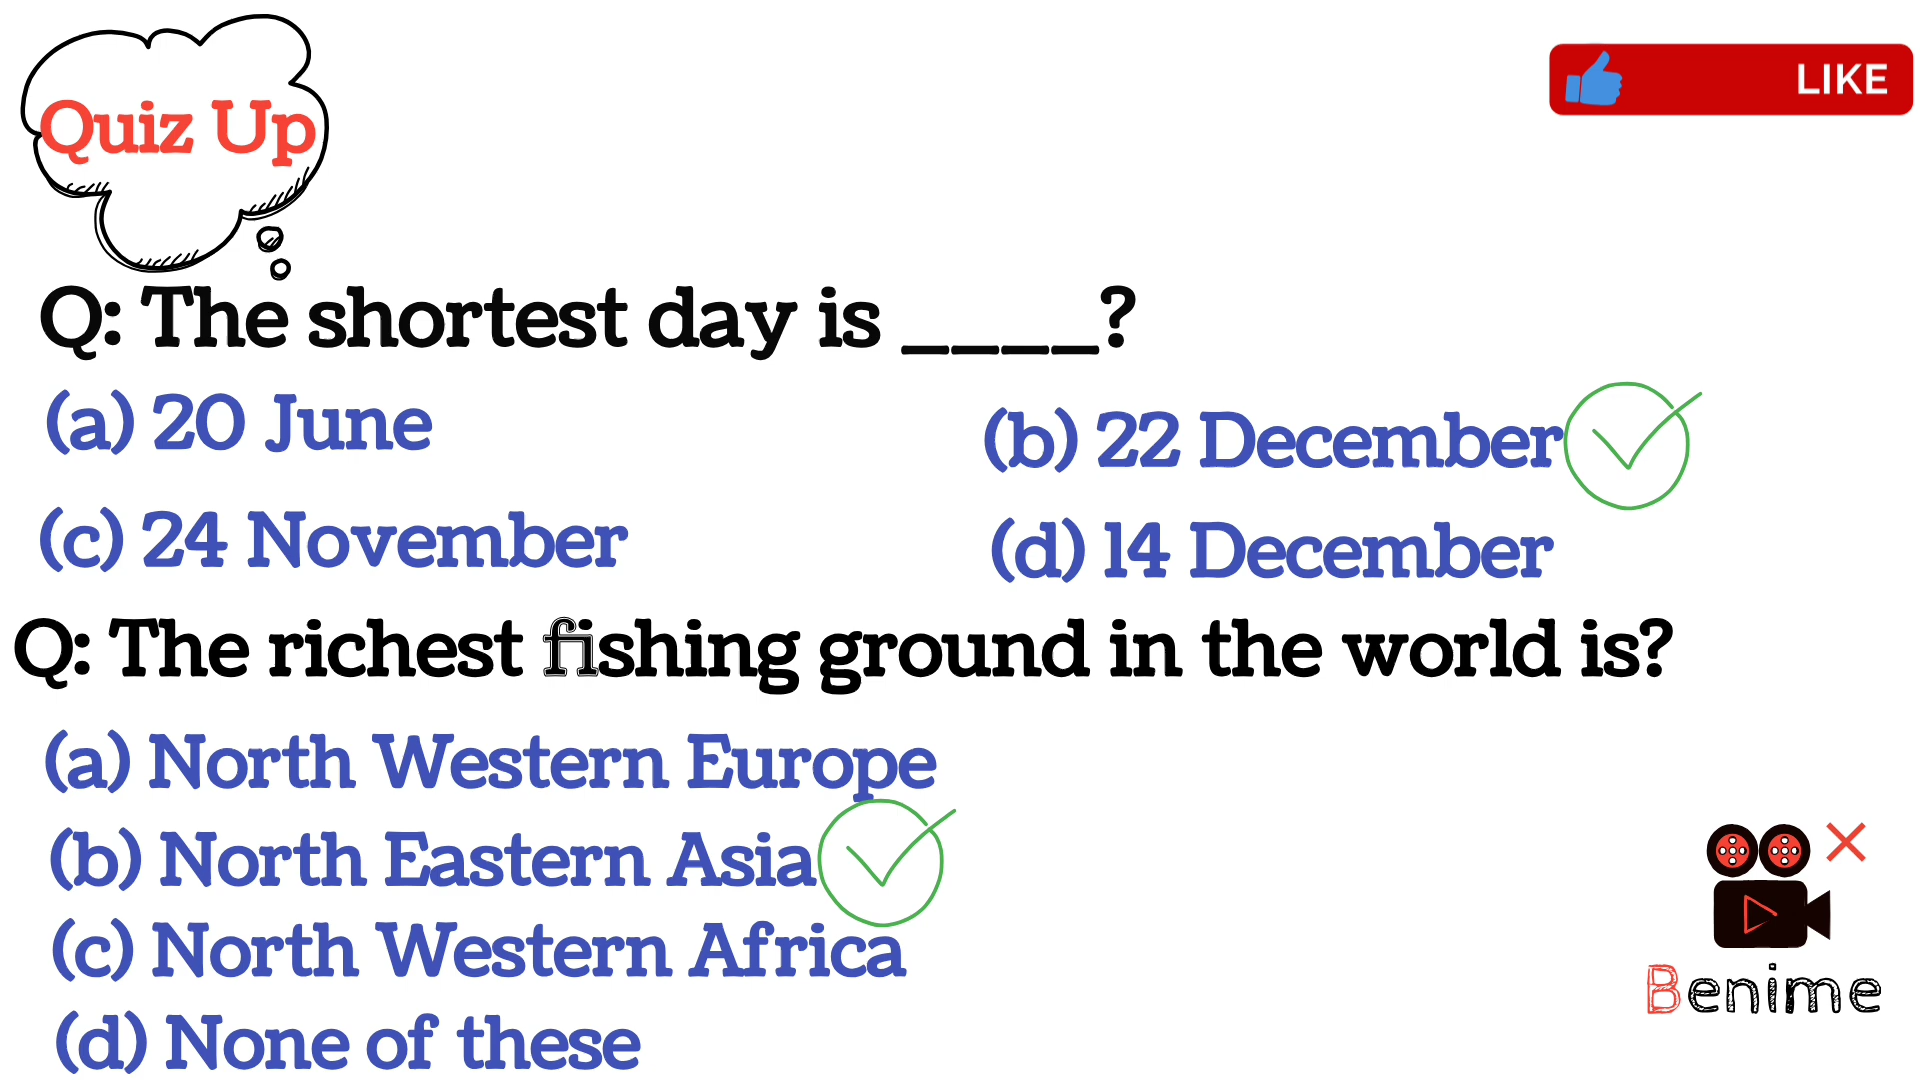 Quiz Up
LIKE
Q: The shortest day is ____?
(a) 20 June
(b) 22 December
(c) 24 November
(d) 14 December
Q: The richest fishing ground in the world is?
(a) North Western Europe
(b) North Eastern Asia
(c) North Western Africa
(d) None of these
Benime